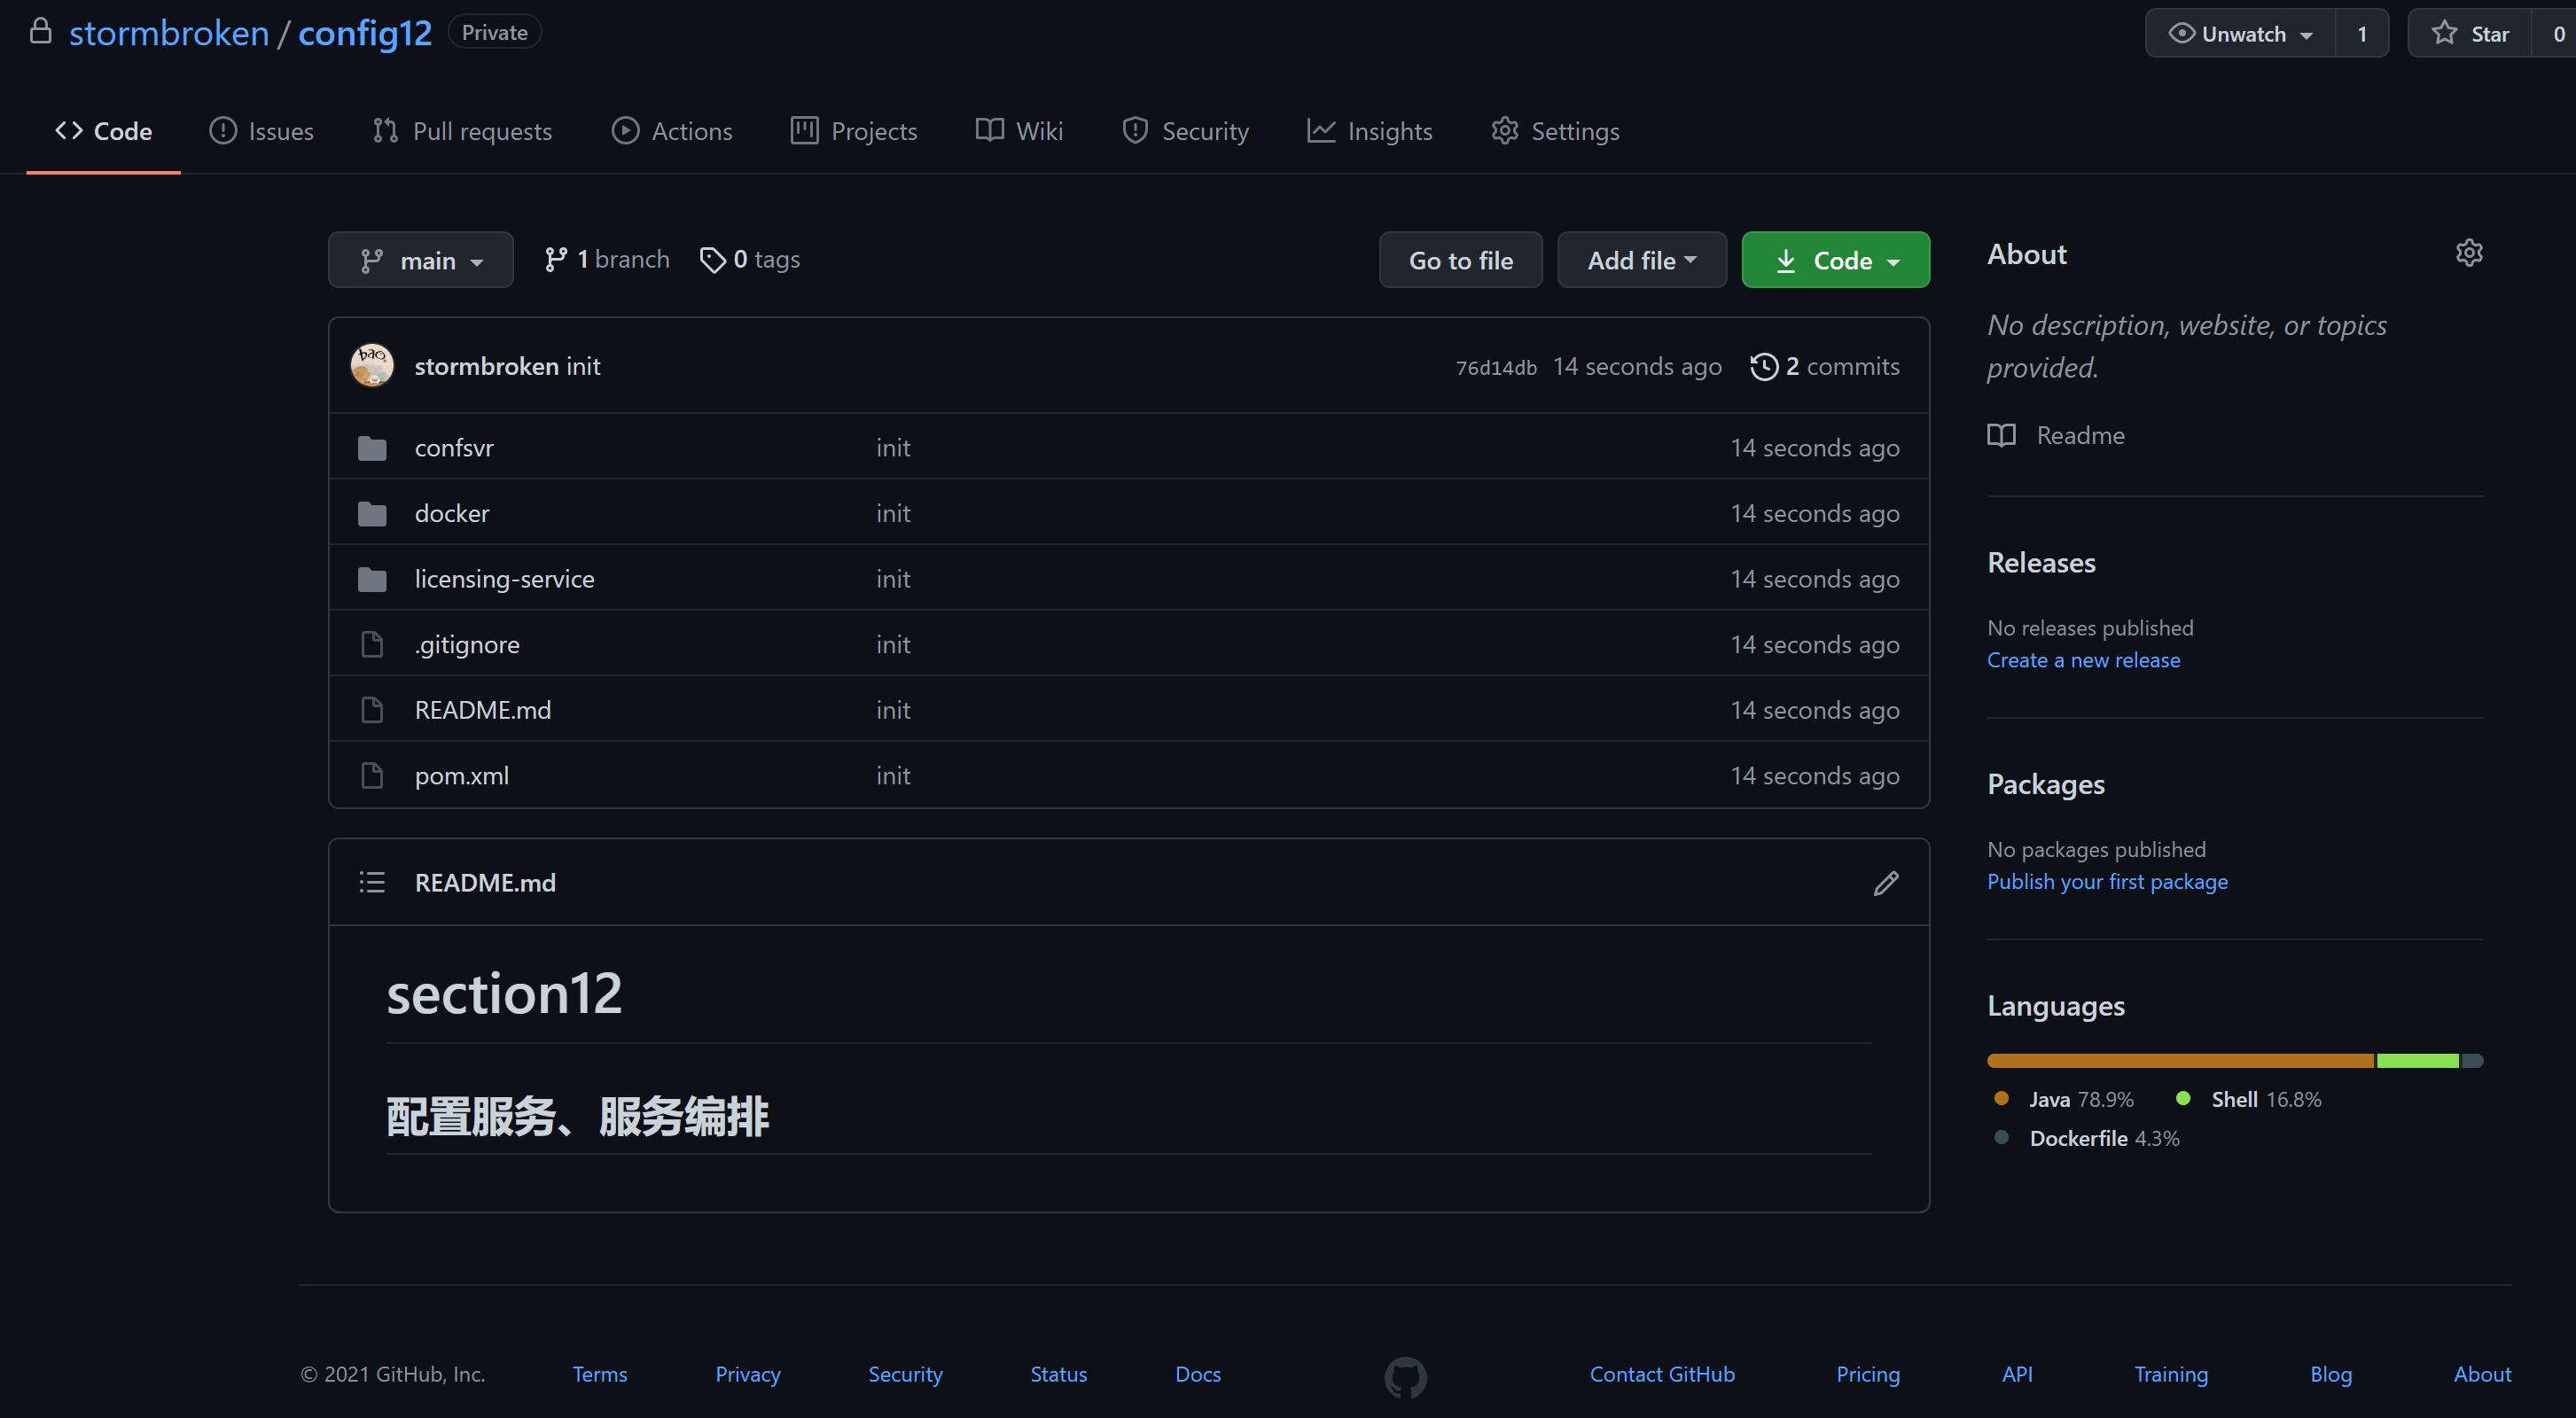 stormbroken / config12 Private Unwatch 1 Star 0
Code Issues Pull requests Actions Projects Wiki Security Insights Settings
main 1 branch 0 tags Go to file Add file Code
bao
stormbroken init 76d14db 14 seconds ago 2 commits
confsvr init 14 seconds ago
docker init 14 seconds ago
licensing-service init 14 seconds ago
.gitignore init 14 seconds ago
README.md init 14 seconds ago
pom.xml init 14 seconds ago
README.md
section12
配置服务、服务编排
About
No description, website, or topics
provided.
Readme
Releases
No releases published
Create a new release
Packages
No packages published
Publish your first package
Languages
Java 78.9% Shell 16.8%
Dockerfile 4.3%
© 2021 GitHub, Inc. Terms Privacy Security Status Docs Contact GitHub Pricing API Training Blog About